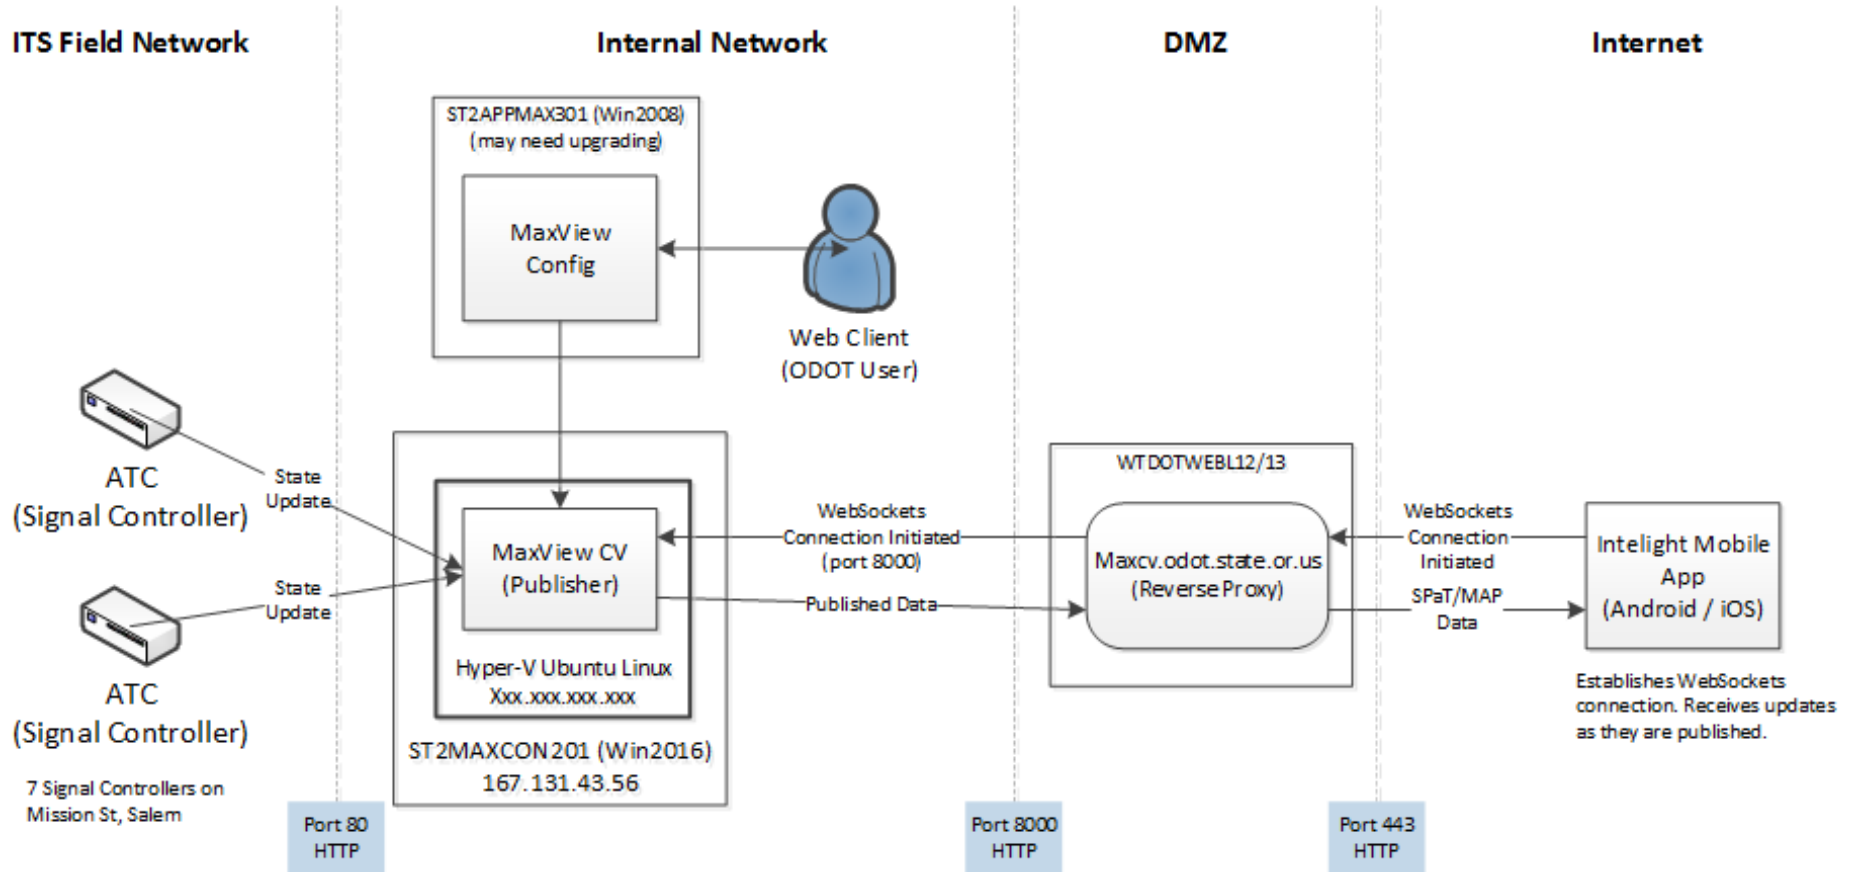 ITS Field Network
Internal Network
DMZ
Internet
ST2APPMAX301 (Win2008)
(may need upgrading)
MaxView
Config
Web Client
(ODOT User)
ATC
(Signal Controller)
State
Update
ATC
(Signal Controller)
State
Update
7 Signal Controllers on
Mission St, Salem
MaxView CV
(Publisher)
Hyper-V Ubuntu Linux
Xxx.xxx.xxx.xxx
ST2MAXCON201 (Win2016)
167.131.43.56
WebSockets
Connection Initiated
(port 8000)
Published Data
WTDOTWEBL12/13
Maxcv.odot.state.or.us
(Reverse Proxy)
WebSockets
Connection
Initiated
SPaT/MAP
Data
Intelight Mobile
App
(Android / iOS)
Establishes WebSockets
connection. Receives updates
as they are published.
Port 80
HTTP
Port 8000
HTTP
Port 443
HTTP